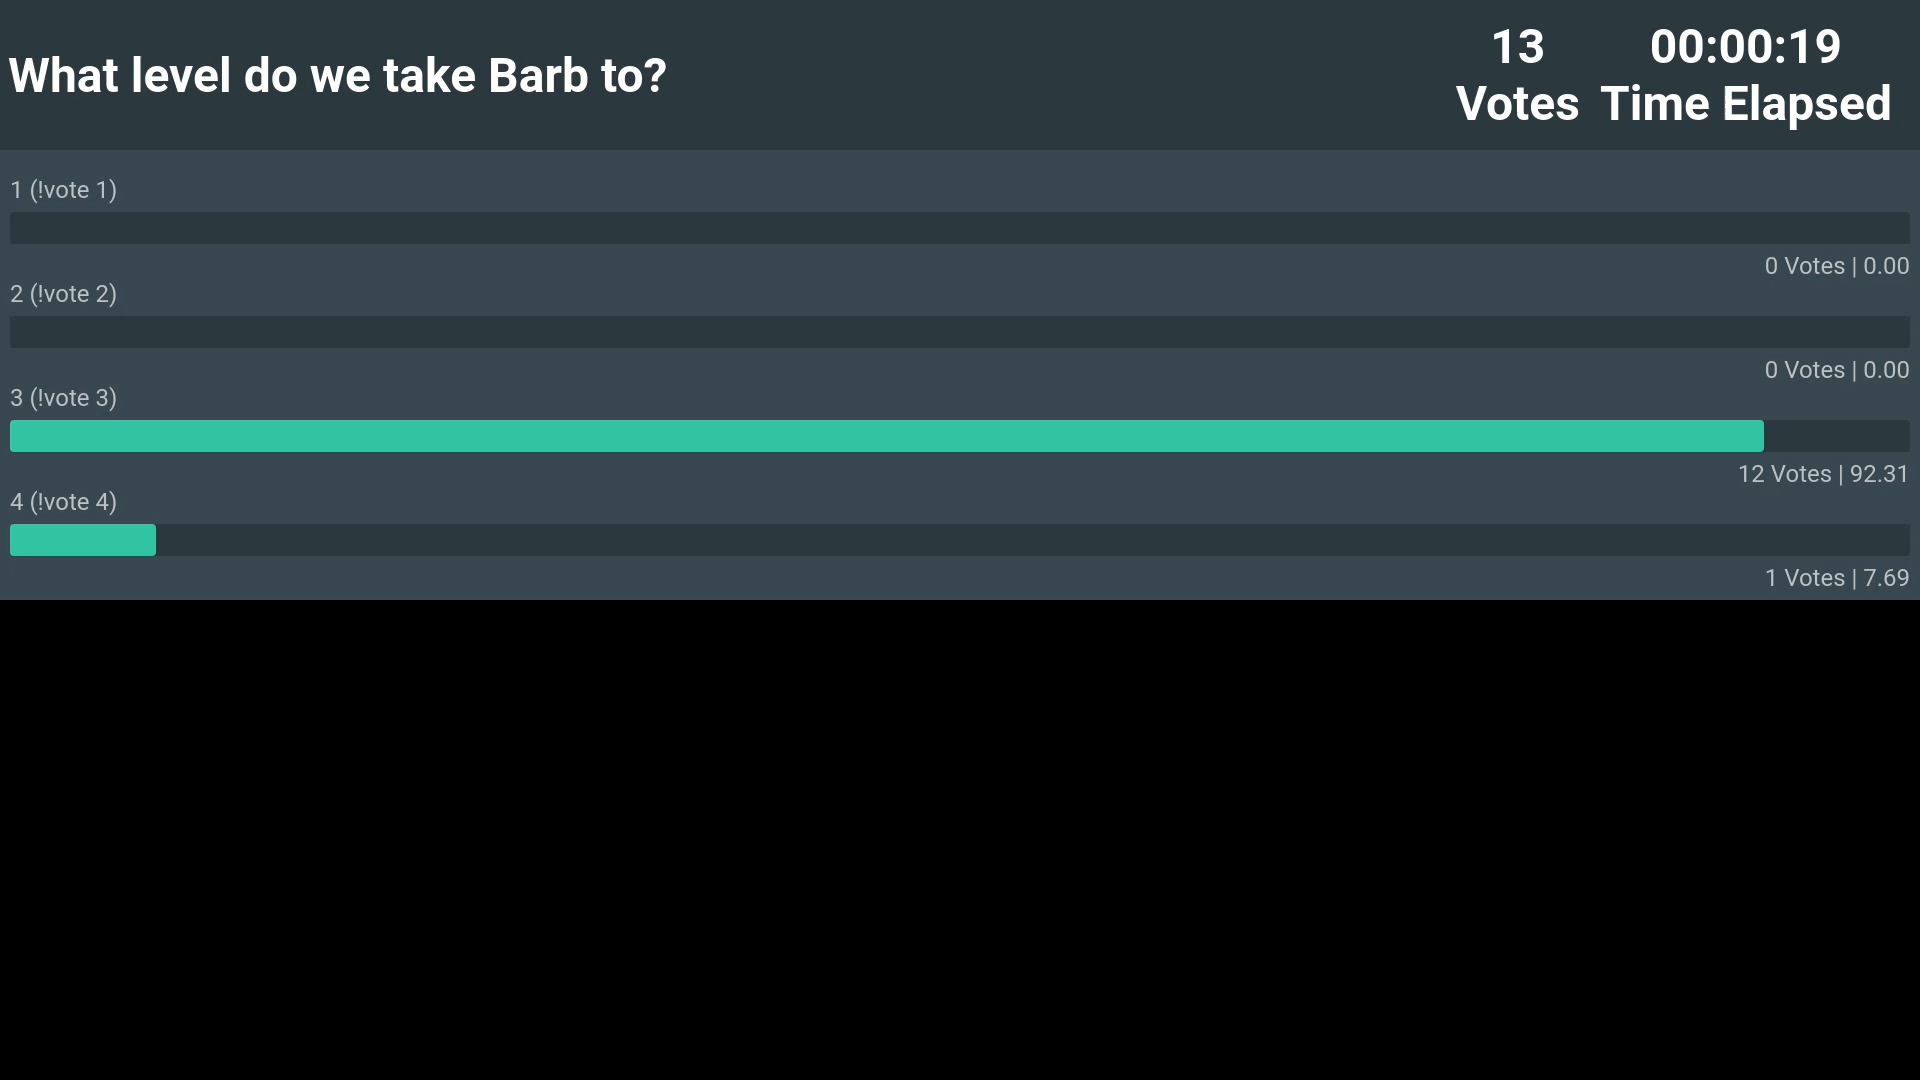 What level do we take Barb to?
13
Votes
00:00:19
Time Elapsed
1 (!vote 1)
0 Votes | 0.00
2 (!vote 2)
0 Votes | 0.00
3 (!vote 3)
12 Votes | 92.31
4 (!vote 4)
1 Votes | 7.69